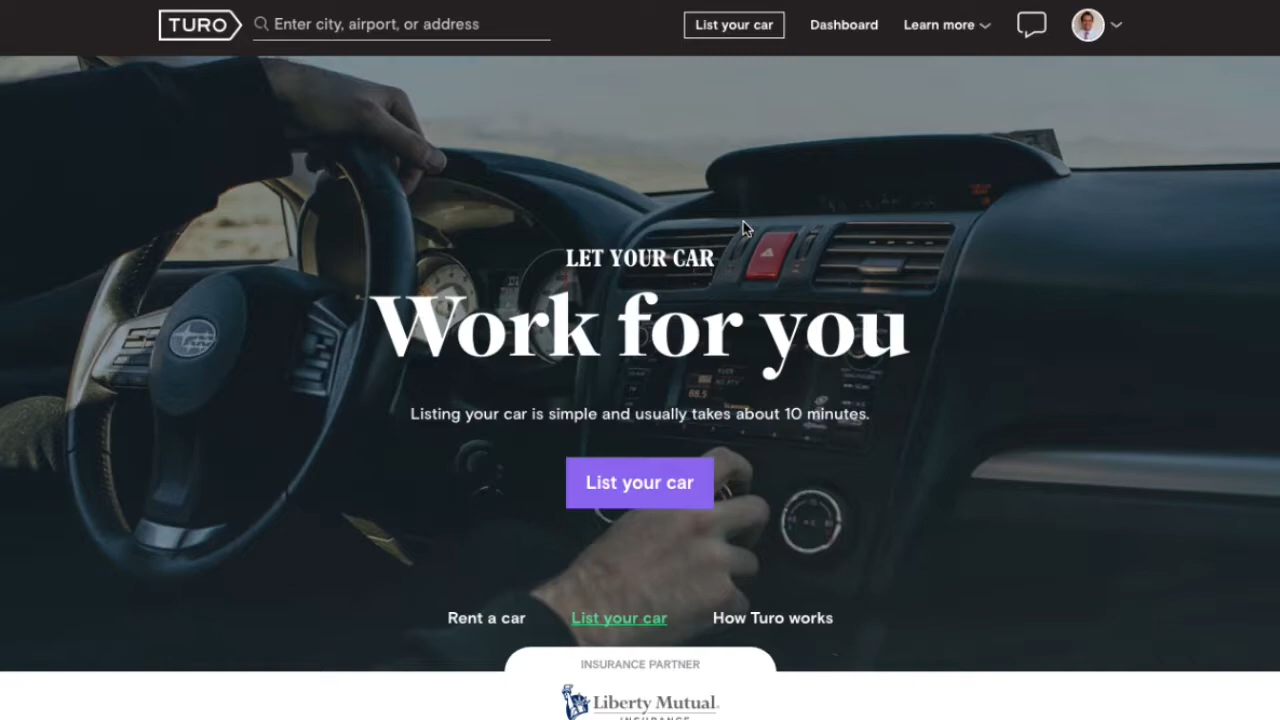 TURO
Enter city, airport, or address
List your car
Dashboard
Learn more
LET YOUR CAR
Work for you
Listing your car is simple and usually takes about 10 minutes.
List your car
Rent a car
List your car
How Turo works
INSURANCE PARTNER
Liberty Mutual
INSURANCE